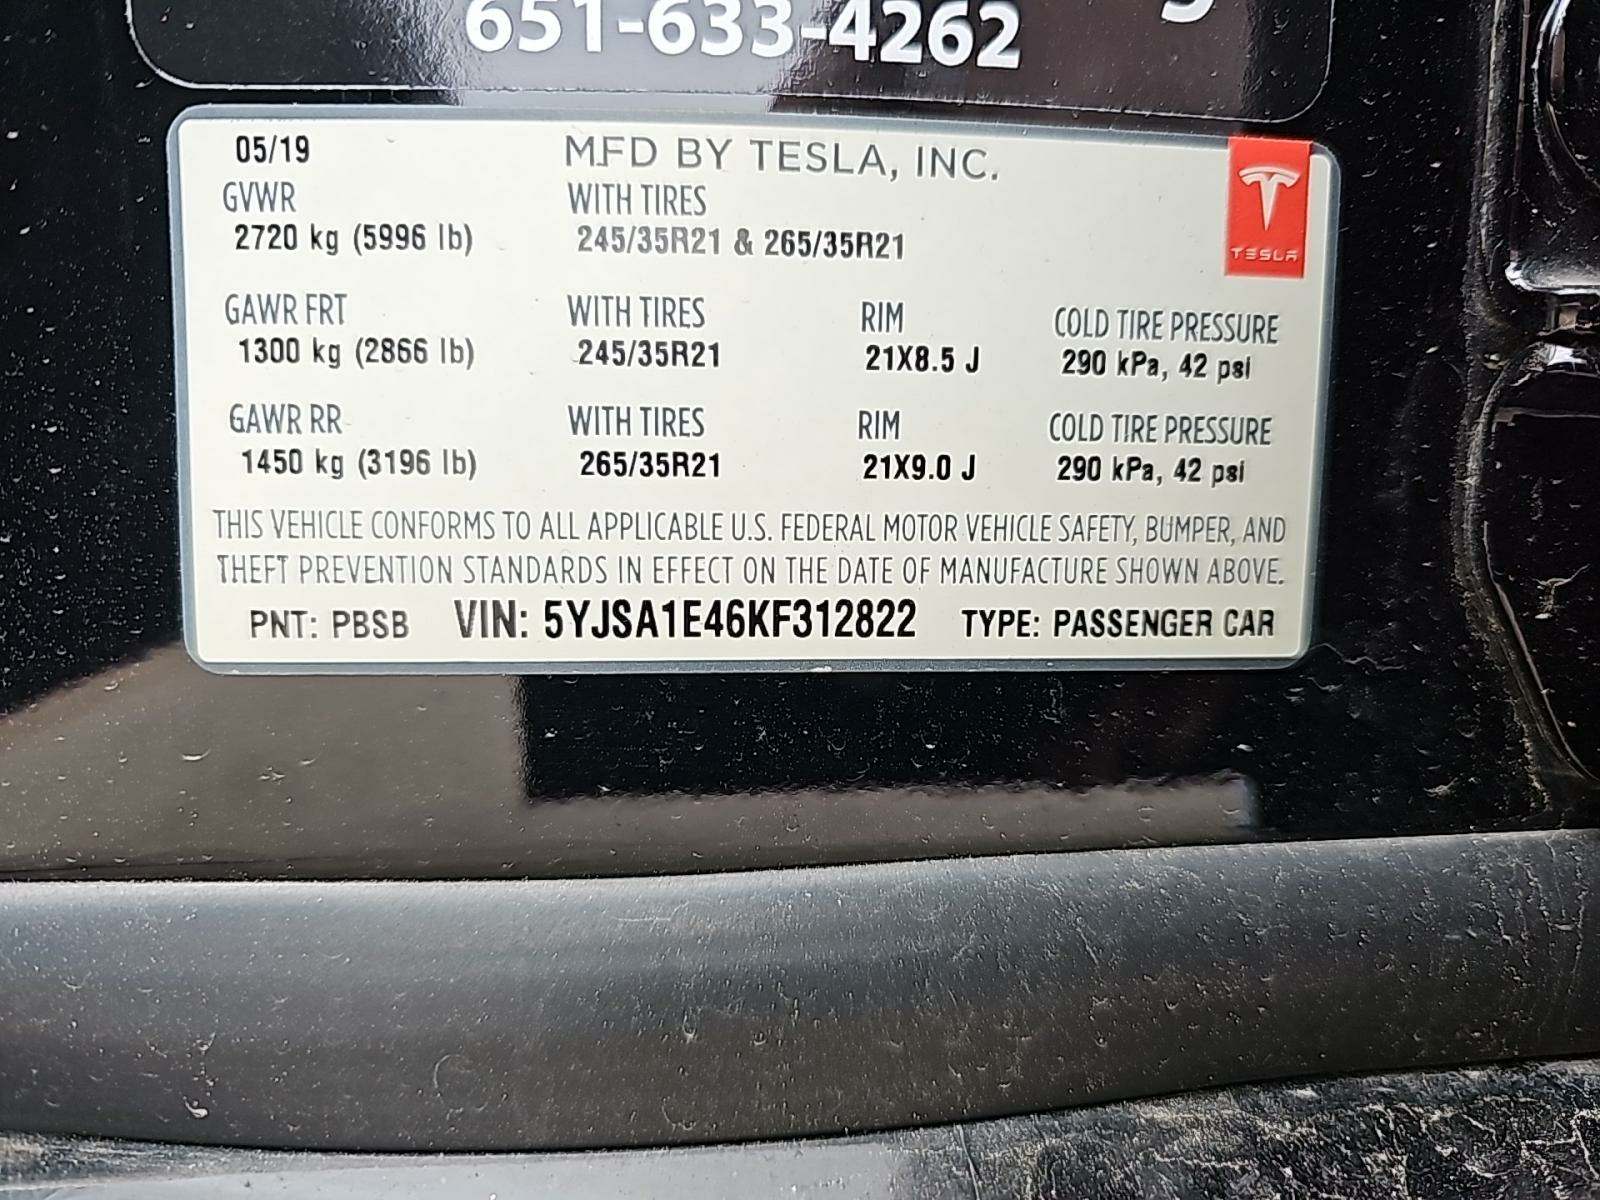 651-633-4262
05/19 MFD BY TESLA, INC.
GVWR WITH TIRES
2720 kg (5996 lb) 245/35R21 & 265/35R21
TESLA
GAWR FRT WITH TIRES RIM COLD TIRE PRESSURE
1300 kg (2866 lb) 245/35R21 21X8.5 J 290 kPa, 42 psi
GAWR RR WITH TIRES RIM COLD TIRE PRESSURE
1450 kg (3196 lb) 265/35R21 21X9.0 J 290 kPa, 42 psi
THIS VEHICLE CONFORMS TO ALL APPLICABLE U.S. FEDERAL MOTOR VEHICLE SAFETY, BUMPER, AND
THEFT PREVENTION STANDARDS IN EFFECT ON THE DATE OF MANUFACTURE SHOWN ABOVE.
PNT: PBSB VIN: 5YJSA1E46KF312822 TYPE: PASSENGER CAR